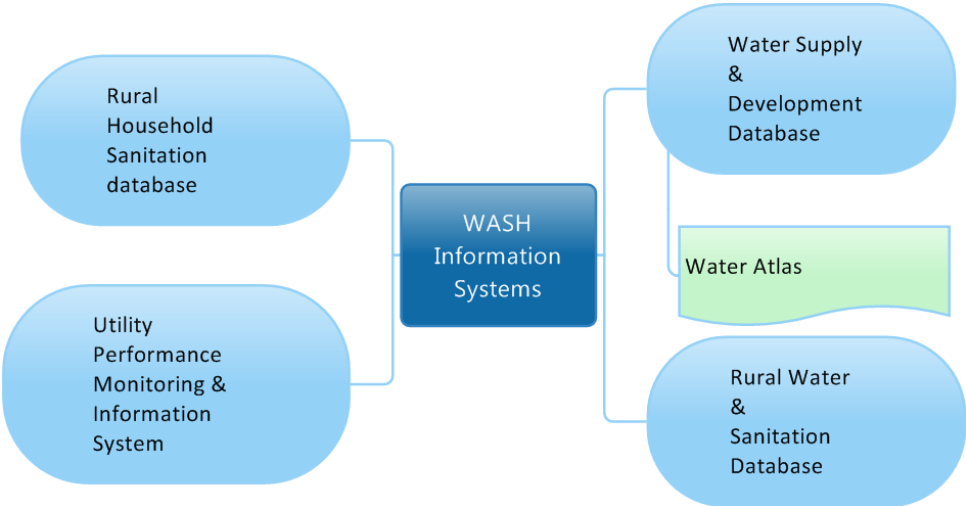 Rural
Household
Sanitation
database
Utility
Performance
Monitoring &
Information
System
WASH
Information
Systems
Water Supply
&
Development
Database
Water Atlas
Rural Water
&
Sanitation
Database